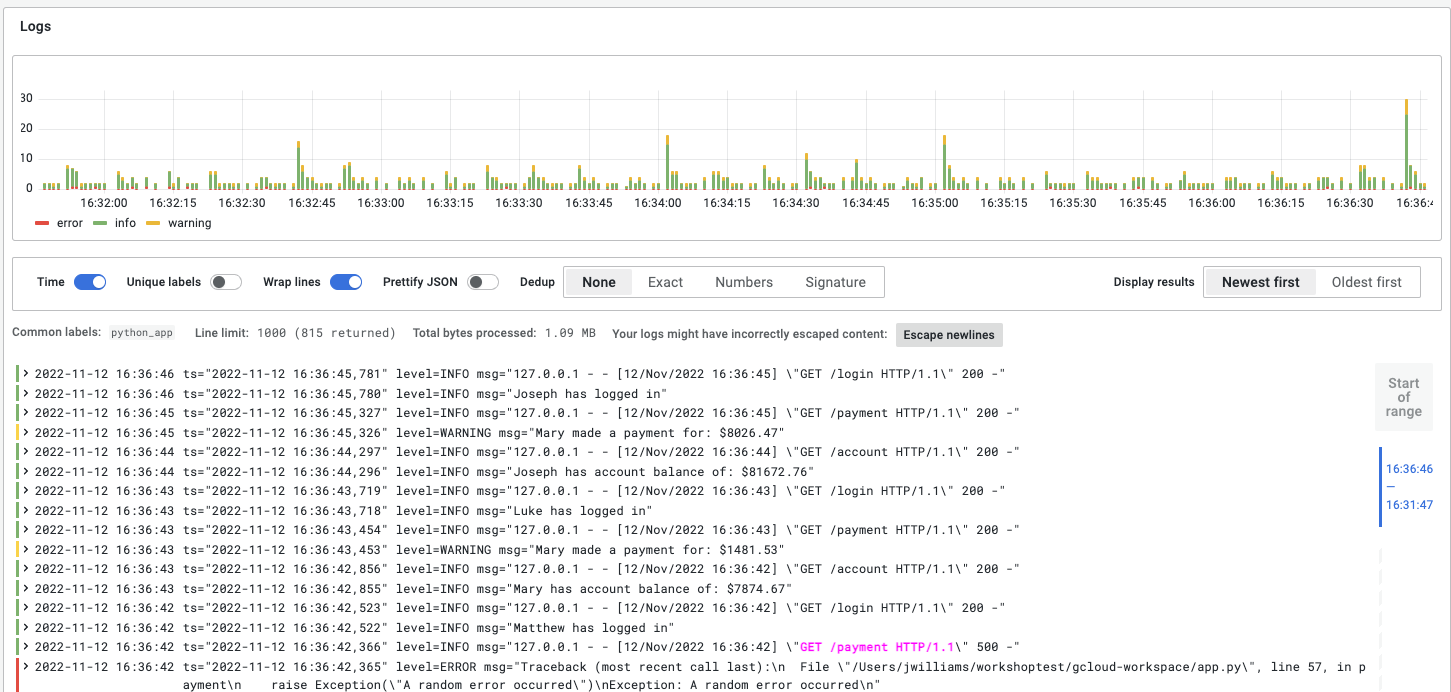 Logs
30
20
10
0
16:32:00 16:32:15 16:32:30 16:32:45 16:33:00 16:33:15 16:33:30 16:33:45 16:34:00 16:34:15 16:34:30 16:34:45 16:35:00 16:35:15 16:35:30 16:35:45 16:36:00 16:36:15 16:36:30 16:36:4
error info warning
Time Unique labels Wrap lines Prettify JSON Dedup None Exact Numbers Signature Display results Newest first Oldest first
Common labels: python_app Line limit: 1000 (815 returned) Total bytes processed: 1.09 MB Your logs might have incorrectly escaped content: Escape newlines
2022-11-12 16:36:46 ts="2022-11-12 16:36:45,781" level=INFO msg="127.0.0.1 - - [12/Nov/2022 16:36:45] \"GET /login HTTP/1.1\" 200 -"
2022-11-12 16:36:46 ts="2022-11-12 16:36:45,780" level=INFO msg="Joseph has logged in"
2022-11-12 16:36:45 ts="2022-11-12 16:36:45,327" level=INFO msg="127.0.0.1 - - [12/Nov/2022 16:36:45] \"GET /payment HTTP/1.1\" 200 -"
2022-11-12 16:36:45 ts="2022-11-12 16:36:45,326" level=WARNING msg="Mary made a payment for: $8026.47"
2022-11-12 16:36:44 ts="2022-11-12 16:36:44,297" level=INFO msg="127.0.0.1 - - [12/Nov/2022 16:36:44] \"GET /account HTTP/1.1\" 200 -"
2022-11-12 16:36:44 ts="2022-11-12 16:36:44,296" level=INFO msg="Joseph has account balance of: $81672.76"
2022-11-12 16:36:43 ts="2022-11-12 16:36:43,719" level=INFO msg="127.0.0.1 - - [12/Nov/2022 16:36:43] \"GET /login HTTP/1.1\" 200 -"
2022-11-12 16:36:43 ts="2022-11-12 16:36:43,718" level=INFO msg="Luke has logged in"
2022-11-12 16:36:43 ts="2022-11-12 16:36:43,454" level=INFO msg="127.0.0.1 - - [12/Nov/2022 16:36:43] \"GET /payment HTTP/1.1\" 200 -"
2022-11-12 16:36:43 ts="2022-11-12 16:36:43,453" level=WARNING msg="Mary made a payment for: $1481.53"
2022-11-12 16:36:43 ts="2022-11-12 16:36:42,856" level=INFO msg="127.0.0.1 - - [12/Nov/2022 16:36:42] \"GET /account HTTP/1.1\" 200 -"
2022-11-12 16:36:43 ts="2022-11-12 16:36:42,855" level=INFO msg="Mary has account balance of: $7874.67"
2022-11-12 16:36:42 ts="2022-11-12 16:36:42,523" level=INFO msg="127.0.0.1 - - [12/Nov/2022 16:36:42] \"GET /login HTTP/1.1\" 200 -"
2022-11-12 16:36:42 ts="2022-11-12 16:36:42,522" level=INFO msg="Matthew has logged in"
2022-11-12 16:36:42 ts="2022-11-12 16:36:42,366" level=INFO msg="127.0.0.1 - - [12/Nov/2022 16:36:42] \"GET /payment HTTP/1.1\" 500 -"
2022-11-12 16:36:42 ts="2022-11-12 16:36:42,365" level=ERROR msg="Traceback (most recent call last):\n File \"/Users/jwilliams/workshoptest/gcloud-workspace/app.py\", line 57, in p
ayment\n raise Exception(\"A random error occurred\")\nException: A random error occurred\n"
Start
of
range
16:36:46
—
16:31:47